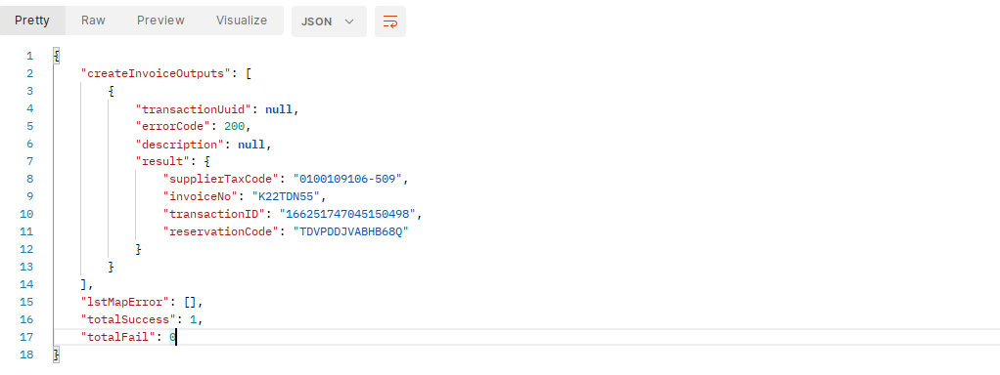 Pretty Raw Preview Visualize JSON
1 {
2 "createInvoiceOutputs": [
3 {
4 "transactionUuid": null,
5 "errorCode": 200,
6 "description": null,
7 "result": {
8 "supplierTaxCode": "0100109106-509",
9 "invoiceNo": "K22TDN55",
10 "transactionID": "166251747045150498",
11 "reservationCode": "TDVPDDJVABHB68Q"
12 }
13 }
14 ],
15 "lstMapError": [],
16 "totalSuccess": 1,
17 "totalFail": 0
18 }